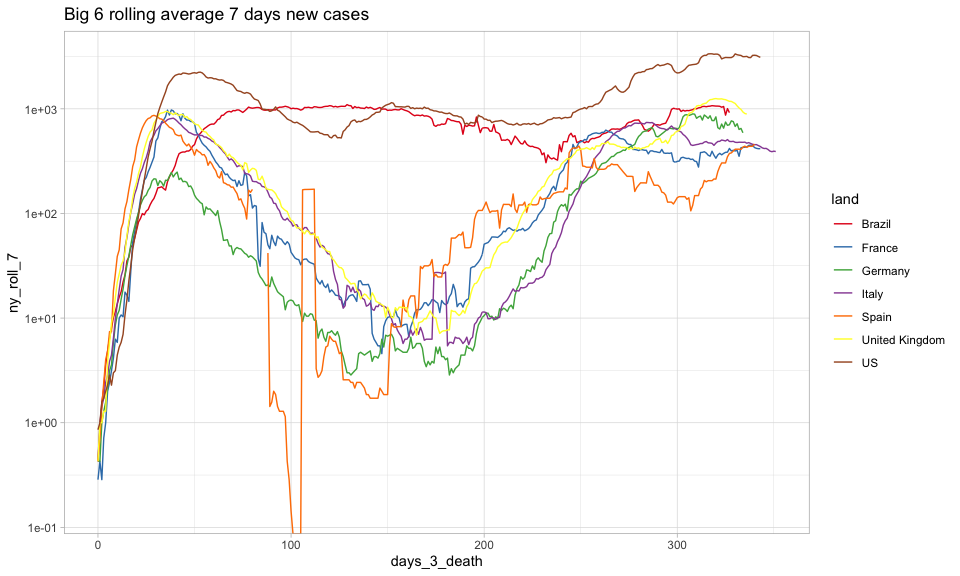 Big 6 rolling average 7 days new cases
ny_roll_7
1e+03
1e+02
1e+01
1e+00
1e-01
0 100 200 300
days_3_death
land
Brazil
France
Germany
Italy
Spain
United Kingdom
US